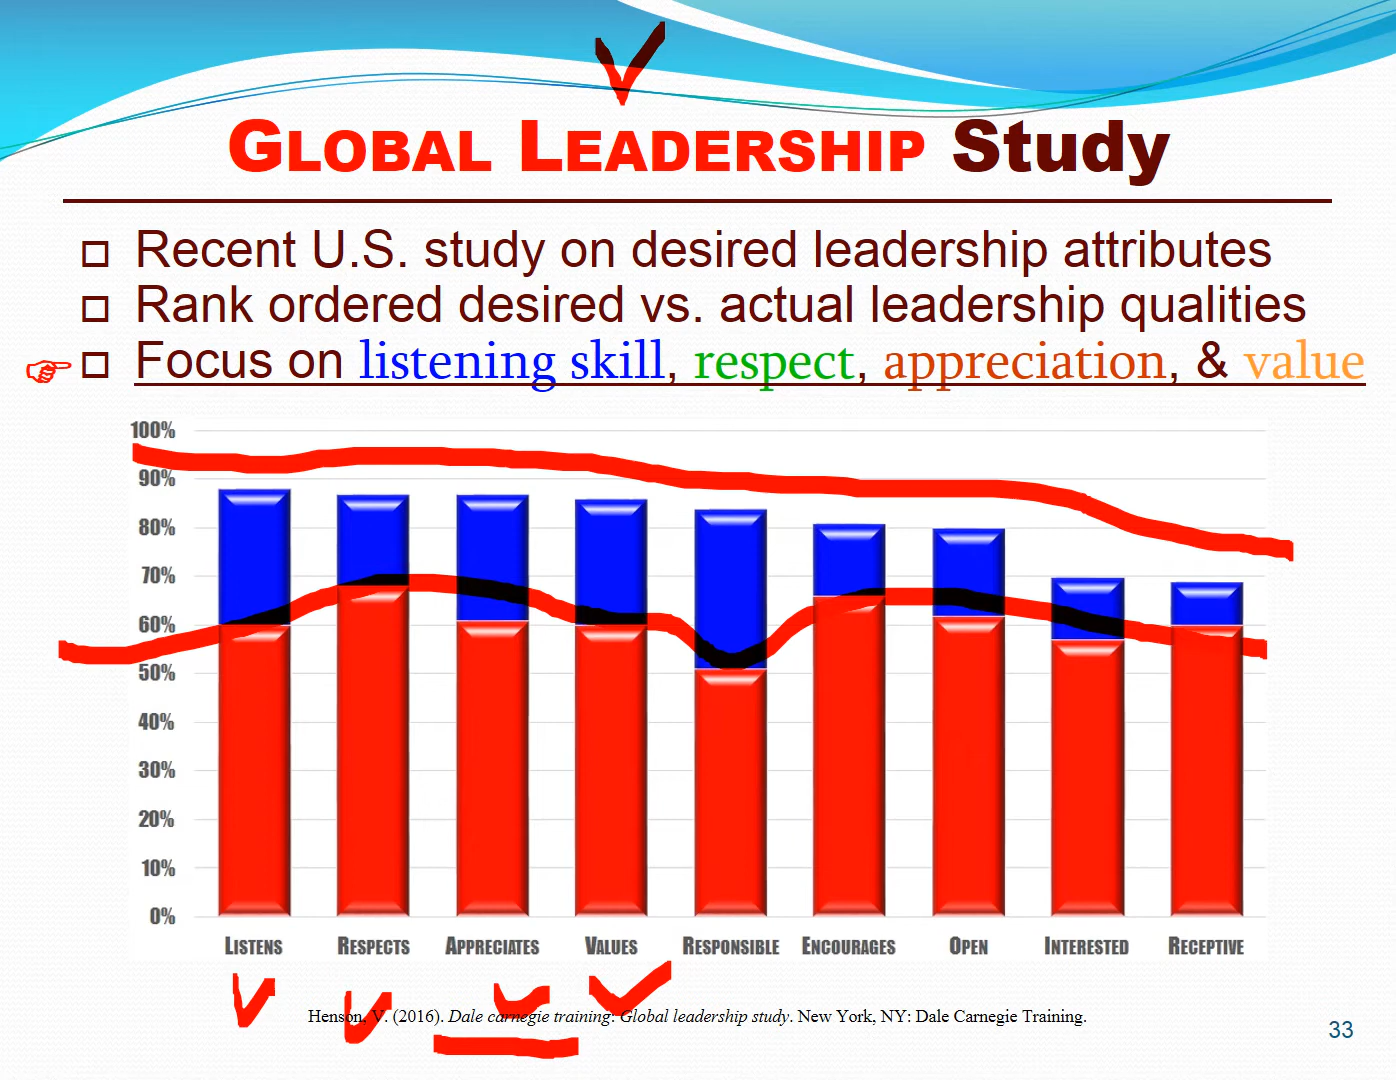 GLOBAL LEADERSHIP Study
Recent U.S. study on desired leadership attributes
Rank ordered desired vs. actual leadership qualities
Focus on listening skill, respect, appreciation, & value
100%
90%
80%
70%
60%
50%
40%
30%
20%
10%
0%
LISTENS RESPECTS APPRECIATES VALUES RESPONSIBLE ENCOURAGES OPEN INTERESTED RECEPTIVE
Henson, V. (2016). Dale carnegie training: Global leadership study. New York, NY: Dale Carnegie Training.
33